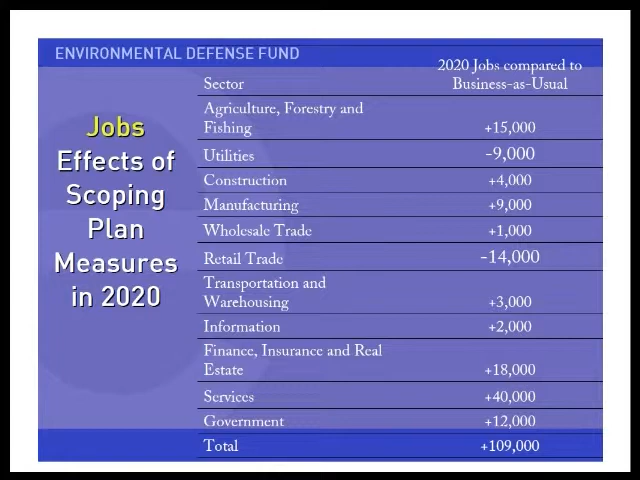 ENVIRONMENTAL DEFENSE FUND
Jobs
Effects of
Scoping
Plan
Measures
in 2020
2020 Jobs compared to
Sector Business-as-Usual
Agriculture, Forestry and
Fishing +15,000
Utilities -9,000
Construction +4,000
Manufacturing +9,000
Wholesale Trade +1,000
Retail Trade -14,000
Transportation and
Warehousing +3,000
Information +2,000
Finance, Insurance and Real
Estate +18,000
Services +40,000
Government +12,000
Total +109,000